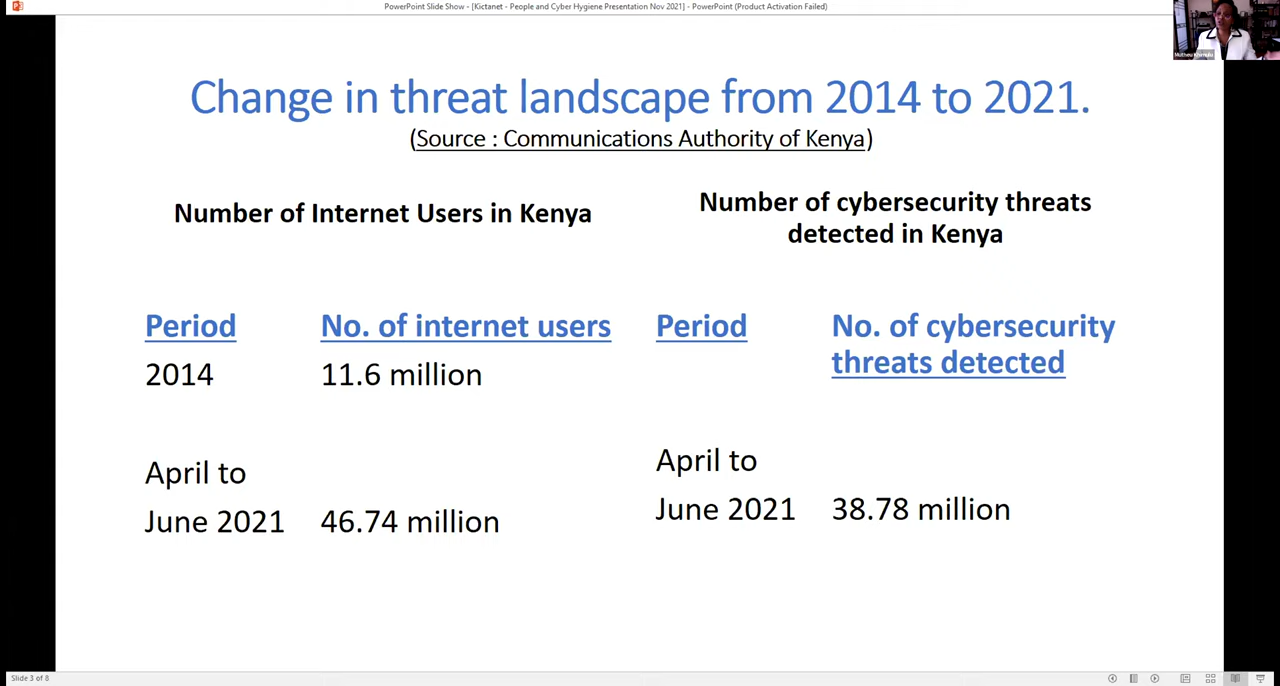 PowerPoint Slide Show - [Kictanet - People and Cyber Hygiene Presentation Nov 2021] - PowerPoint (Product Activation Failed)
Change in threat landscape from 2014 to 2021.
(Source : Communications Authority of Kenya)
Number of Internet Users in Kenya
Period No. of internet users
2014 11.6 million
April to
June 2021 46.74 million
Number of cybersecurity threats
detected in Kenya
Period No. of cybersecurity
threats detected
April to
June 2021 38.78 million
Slide 3 of 8